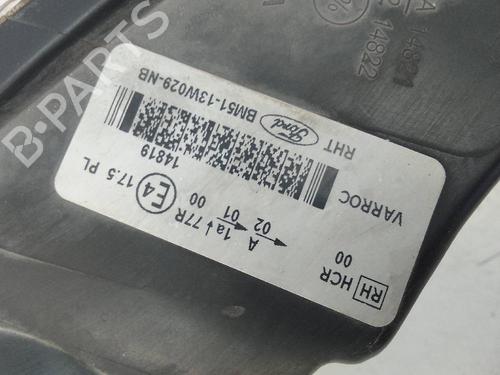 RHT Ford BM51-13W029-NB
VARROC
14819
E4 17.5 PL
A 1a 77R
02 01 00
HCR
00
RH
A 14821
14822
B-PARTS